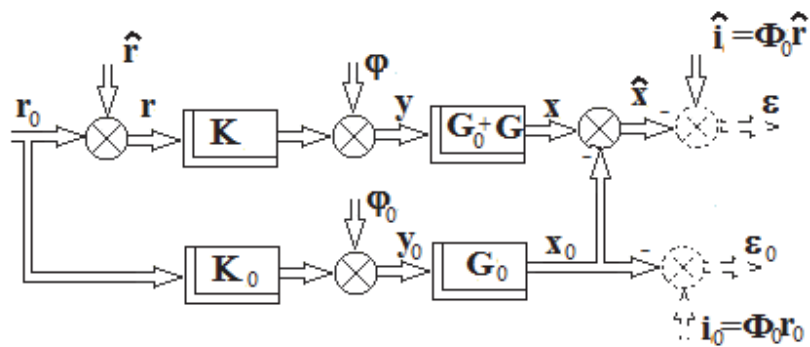 r̂ φ î=Φ₀r̂
r₀ r K y G₀+G x x̂ - ε
-
φ₀
K₀ y₀ G₀ x₀ - ε₀
i₀=Φ₀r₀